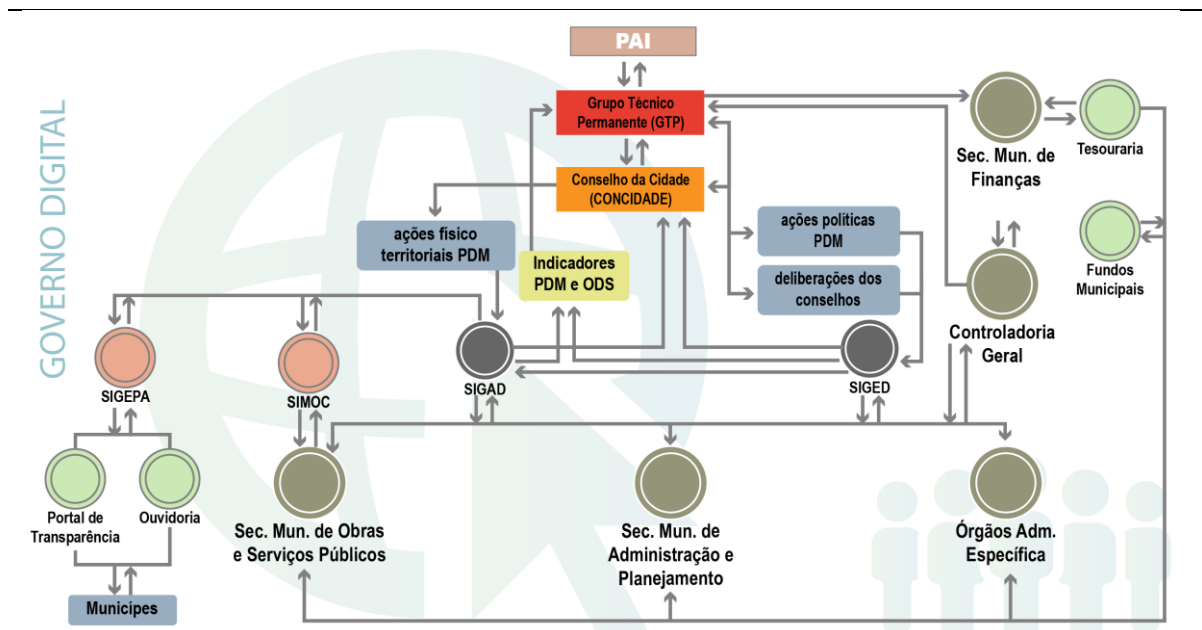 GOVERNO DIGITAL
PAI
Grupo Técnico
Permanente (GTP)
Conselho da Cidade
(CONCIDADE)
Sec. Mun. de
Finanças
Tesouraria
ações físico
territoriais PDM
Indicadores
PDM e ODS
ações políticas
PDM
deliberações dos
conselhos
Fundos
Municipais
Controladoria
Geral
SIGEPA
SIMOC
SIGAD
SIGED
Portal de
Transparência
Ouvidoria
Sec. Mun. de Obras
e Serviços Públicos
Sec. Mun. de
Administração e
Planejamento
Órgãos Adm.
Específica
Municípes